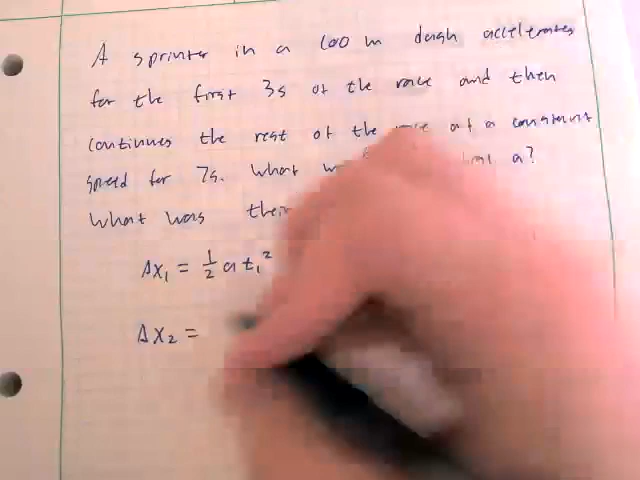 A sprinter in a 100 m dash accelerates
for the first 3s of the race and then
continues the rest of the race at a constant
speed for 7s. What a?
What was their
Δx₁ = ½ a t₁²
Δx₂ =